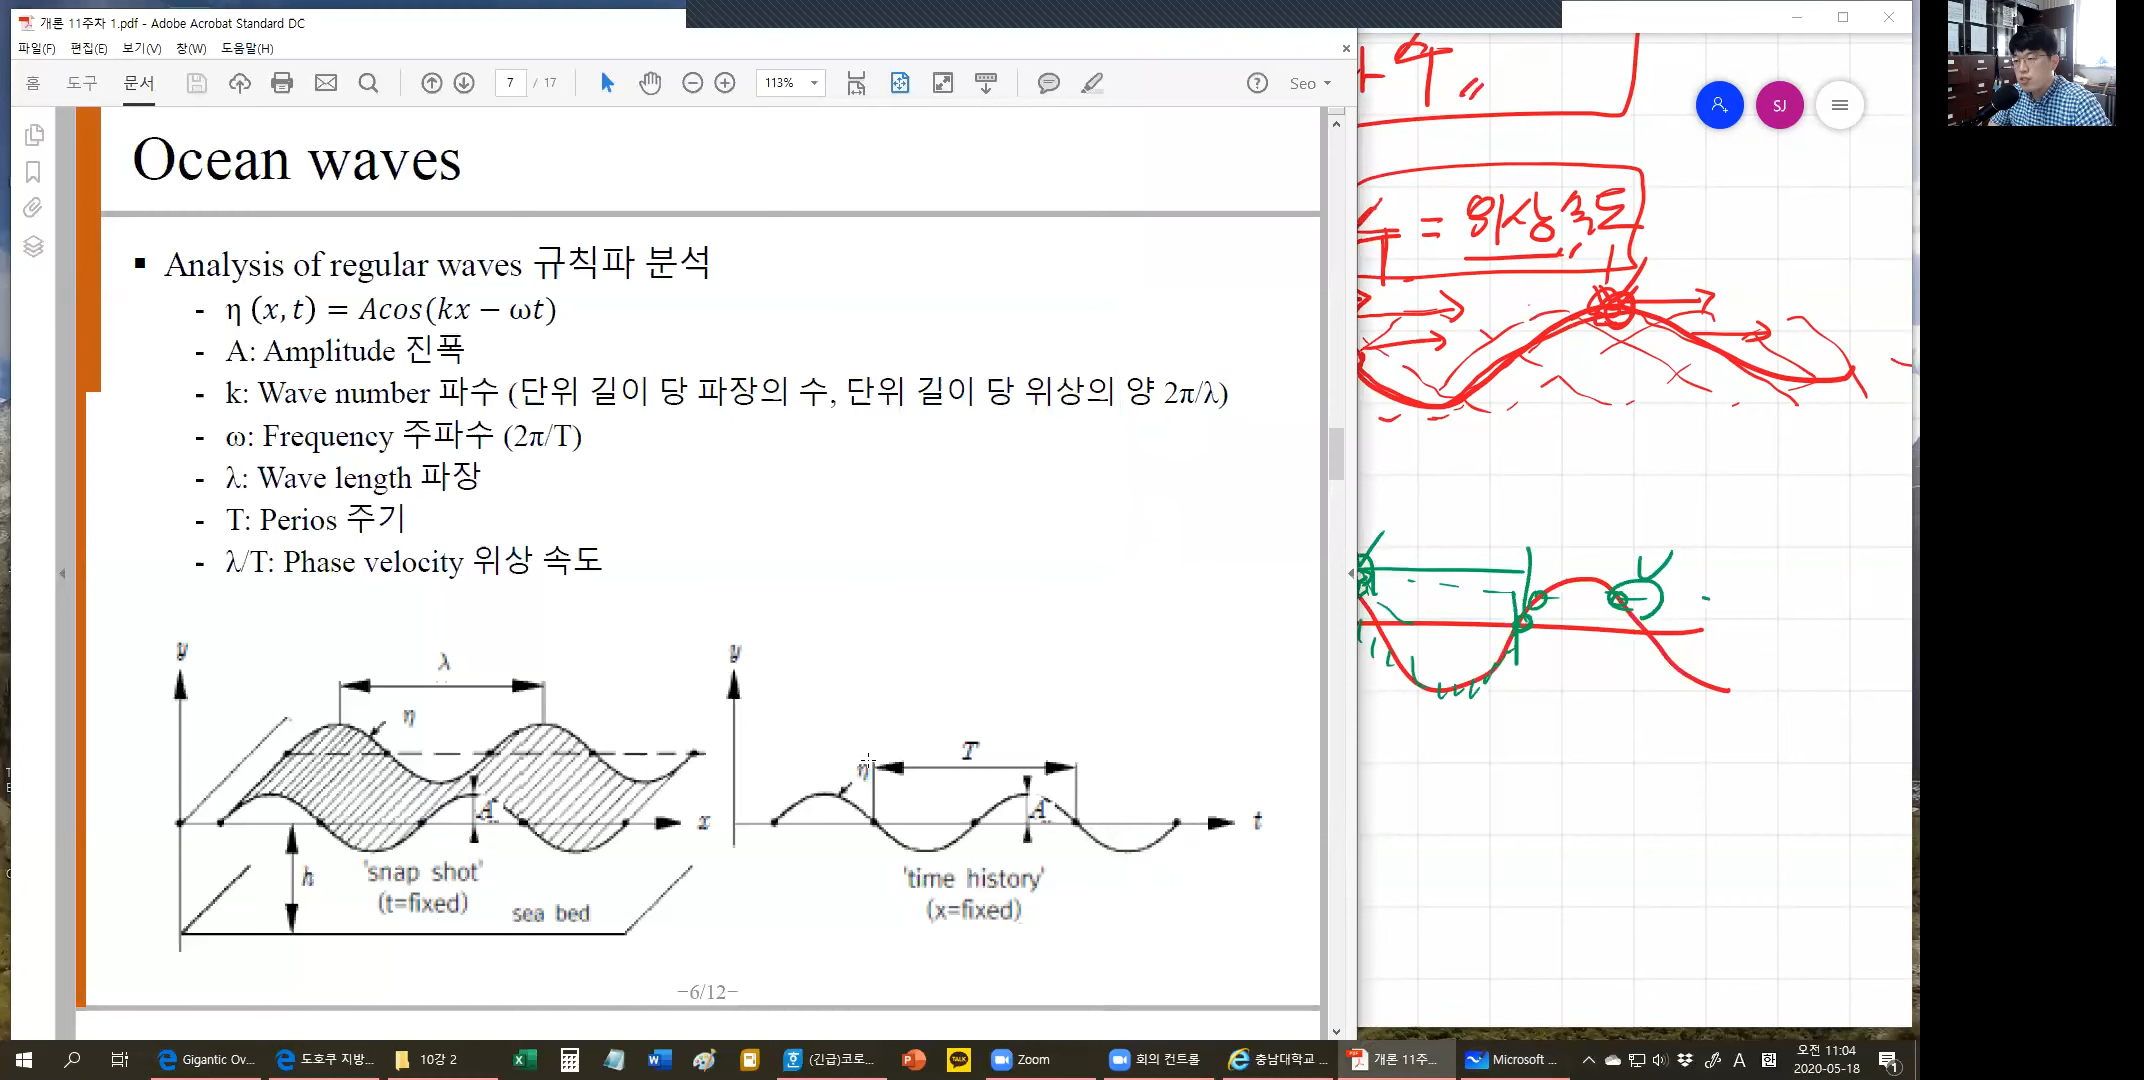 개론 11주차 1.pdf - Adobe Acrobat Standard DC
파일(F) 편집(E) 보기(V) 창(W) 도움말(H)
홈 도구 문서 7 / 17 113% Seo
SJ
Ocean waves
▪ Analysis of regular waves 규칙파 분석
- η (x, t) = Acos(kx − ωt)
- A: Amplitude 진폭
- k: Wave number 파수 (단위 길이 당 파장의 수, 단위 길이 당 위상의 양 2π/λ)
- ω: Frequency 주파수 (2π/T)
- λ: Wave length 파장
- T: Perios 주기
- λ/T: Phase velocity 위상 속도
y
λ
η
A
x
h
'snap shot'
(t=fixed)
sea bed
y
T
η
A
t
'time history'
(x=fixed)
−6/12−
= 위상속도
Gigantic Ov... 도호쿠 지방... 10강 2 (긴급)코로... Zoom 회의 컨트롤 충남대학교 ... 개론 11주... Microsoft ... A 한
오전 11:04
2020-05-18
1